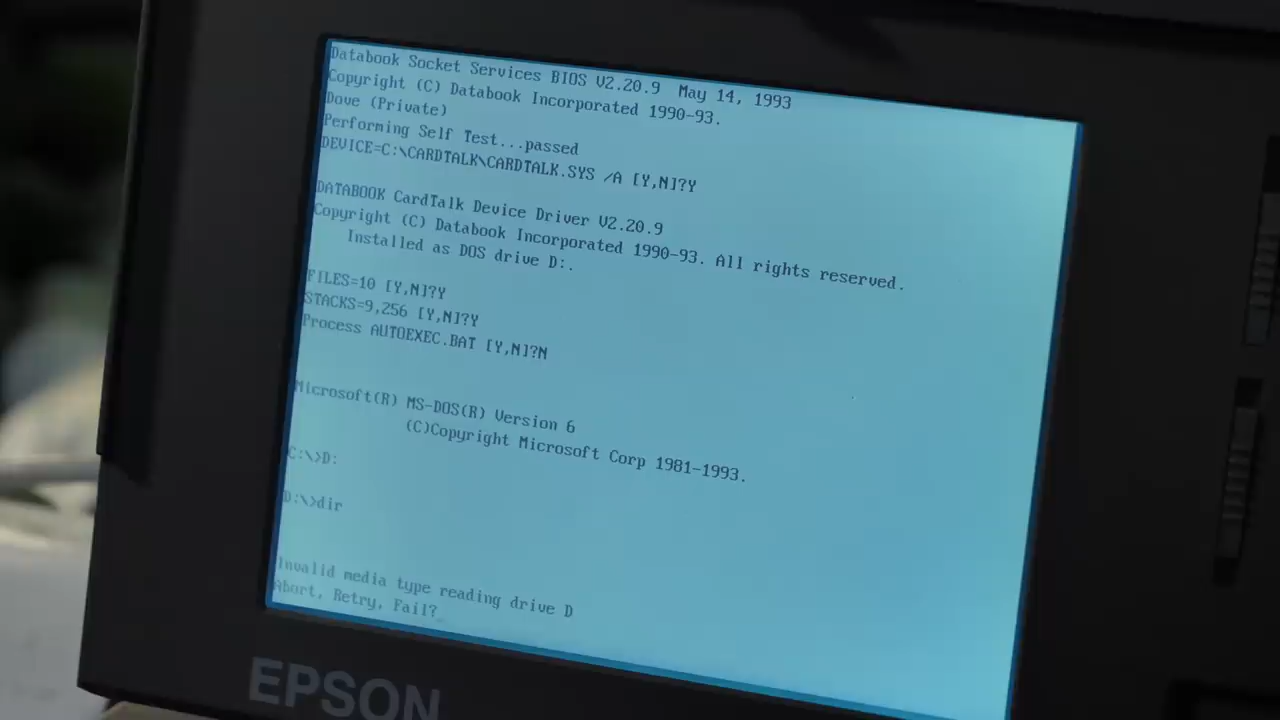 Databook Socket Services BIOS V2.20.9  May 14, 1993
Copyright (C) Databook Incorporated 1990-93.
Dove (Private)
Performing Self Test...passed
DEVICE=C:\CARDTALK\CARDTALK.SYS /A [Y,N]?Y
DATABOOK CardTalk Device Driver V2.20.9
Copyright (C) Databook Incorporated 1990-93. All rights reserved.
Installed as DOS drive D:.
FILES=10 [Y,N]?Y
STACKS=9,256 [Y,N]?Y
Process AUTOEXEC.BAT [Y,N]?N
Microsoft(R) MS-DOS(R) Version 6
(C)Copyright Microsoft Corp 1981-1993.
C:\>D:
D:\>dir
Invalid media type reading drive D
Abort, Retry, Fail?_
EPSON